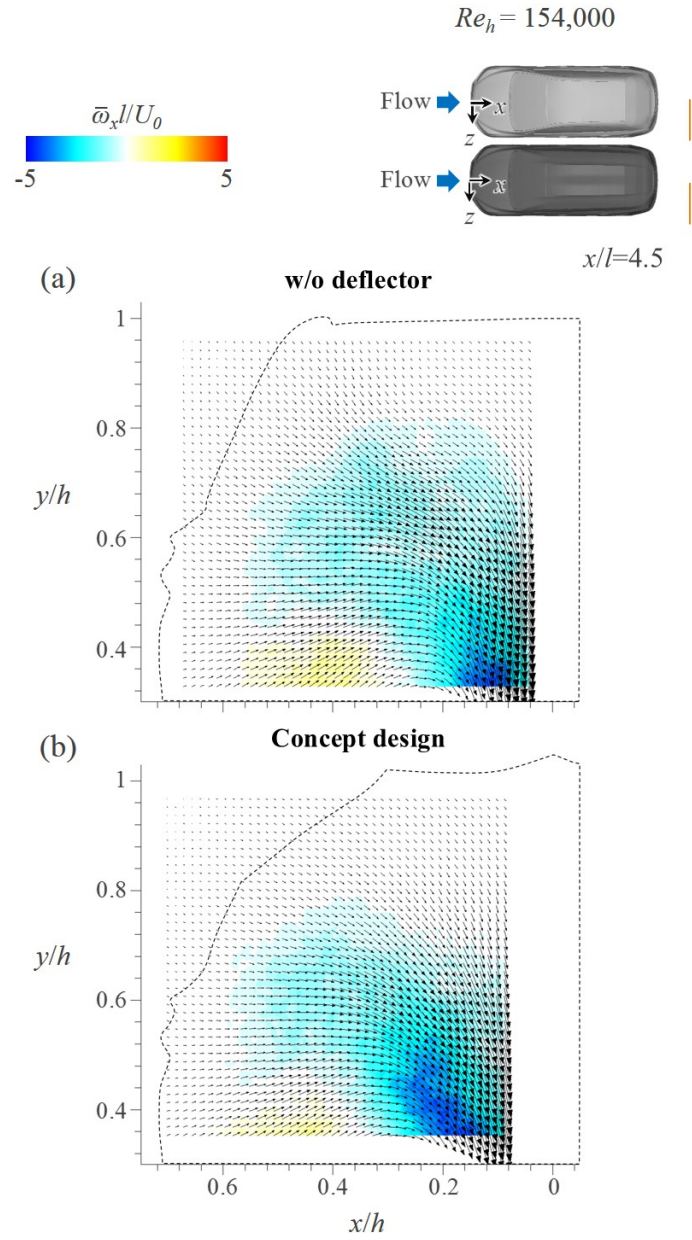 Re_h = 154,000
ω̄_x l/U_0
-5 5
Flow x
z
Flow x
z
x/l=4.5
(a) w/o deflector
1
0.8
y/h
0.6
0.4
(b) Concept design
1
0.8
y/h
0.6
0.4
0.6 0.4 0.2 0
x/h